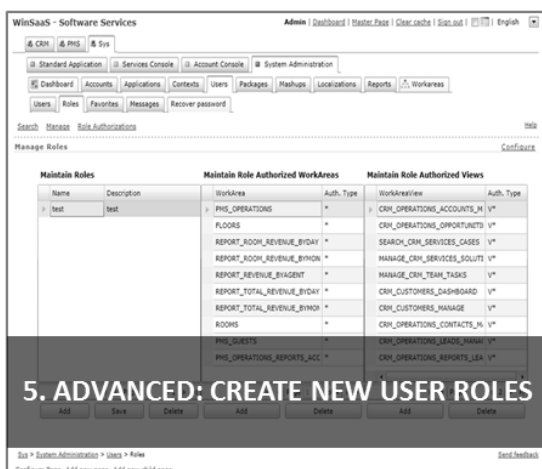 WinSaaS - Software Services
Admin | Dashboard | Master Page | Clear cache | Sign out | English
CRM PMS Sys
Standard Application Services Console Account Console System Administration
Dashboard Accounts Applications Contexts Users Packages Mashups Localizations Reports Workareas
Users Roles Favorites Messages Recover password
Search Manage Role Authorizations
Help
Manage Roles
Configure
Maintain Roles
Name Description
test test
Maintain Role Authorized WorkAreas
WorkArea Auth. Type
PMS_OPERATIONS *
FLOORS *
REPORT_ROOM_REVENUE_BYDAY *
REPORT_ROOM_REVENUE_BYMON *
REPORT_REVENUE_BYAGENT *
REPORT_TOTAL_REVENUE_BYDAY *
REPORT_TOTAL_REVENUE_BYMON *
ROOMS *
PMS_GUESTS *
PMS_OPERATIONS_REPORTS_ACC *
Maintain Role Authorized Views
WorkAreaView Auth. Type
CRM_OPERATIONS_ACCOUNTS_M V*
CRM_OPERATIONS_OPPORTUNITI V*
SEARCH_CRM_SERVICES_CASES V*
MANAGE_CRM_SERVICES_SOLUTI V*
MANAGE_CRM_TEAM_TASKS V*
CRM_CUSTOMERS_DASHBOARD V*
CRM_CUSTOMERS_MANAGE V*
CRM_OPERATIONS_CONTACTS_M V*
CRM_OPERATIONS_LEADS_MANA V*
CRM_OPERATIONS_REPORTS_LEA V*
5. ADVANCED: CREATE NEW USER ROLES
Add Save Delete Add Delete Add Delete
Sys > System Administration > Users > Roles
Send feedback